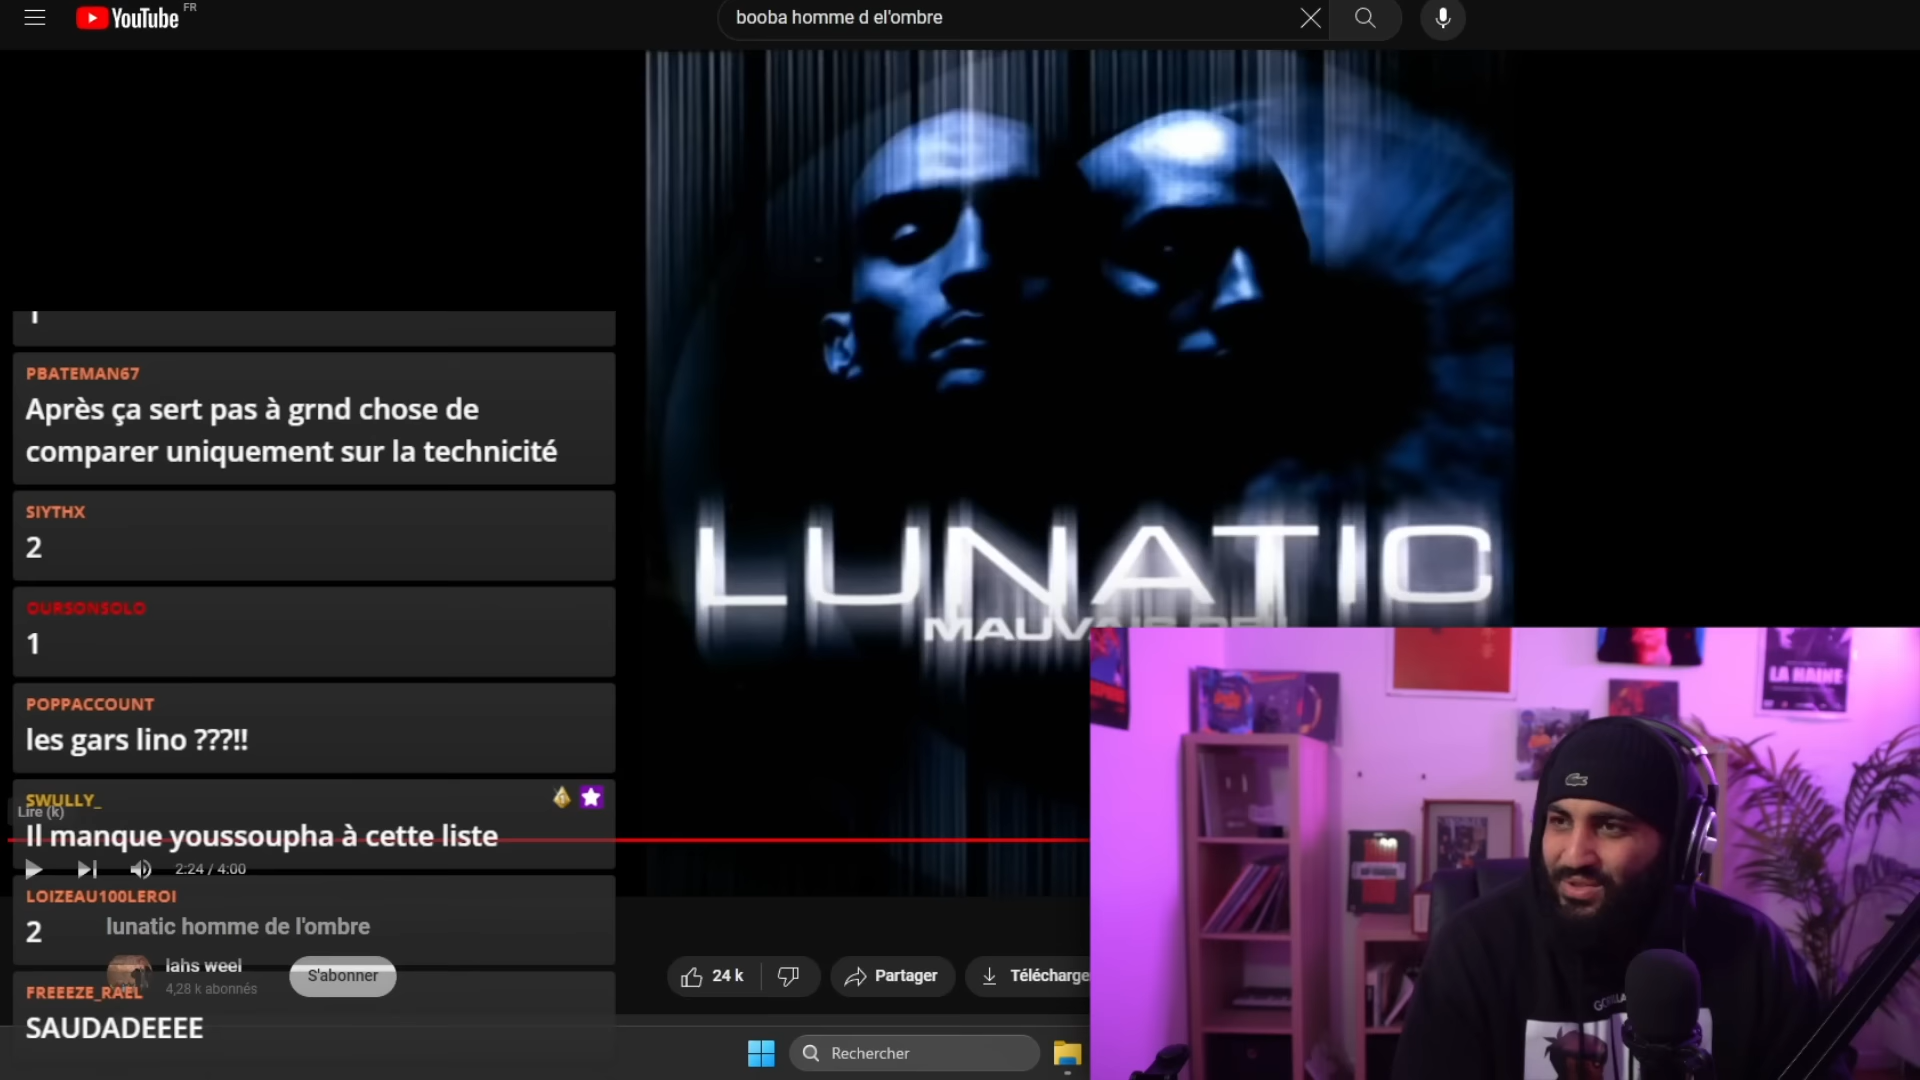 YouTube FR
booba homme d el'ombre
1
PBATEMAN67
Après ça sert pas à grnd chose de
comparer uniquement sur la technicité
SIYTHX
2
OURSONSOLO
1
POPPACCOUNT
les gars lino ???!!
SWULLY_
Lire (k)
Il manque youssoupha à cette liste
2:24 / 4:00
LOIZEAU100LEROI
2
lunatic homme de l'ombre
lahs weel
4,28 k abonnés
S'abonner
FREEEZE_RAEL
SAUDADEEEE
LUNATIC
MAUVAIS OEIL
24 k
Partager
Télécharge
Rechercher
LA HAINE